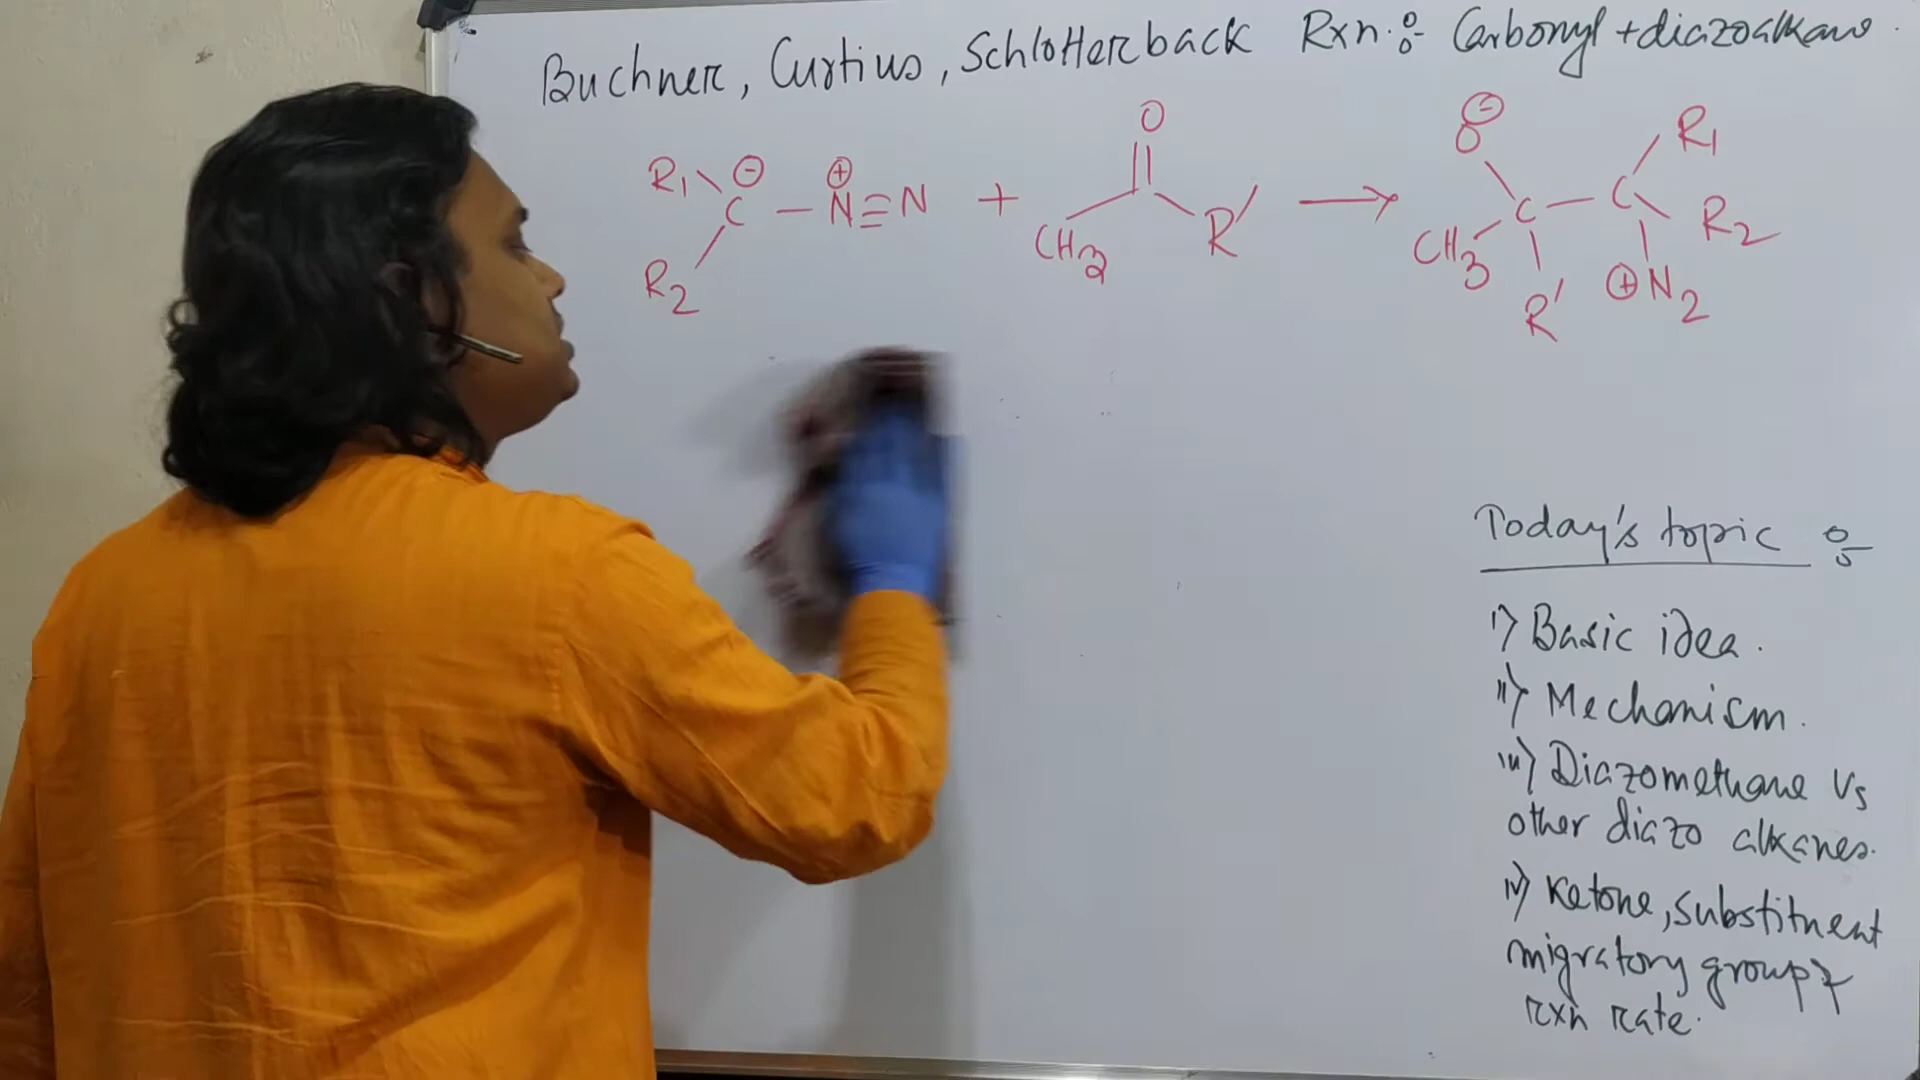 Buchner, Curtius, Schlotterback Rxn.:- Carbonyl + diazoalkane.
R1 ⊖ C R2 — ⊕ N≡N + O CH3 R' → ⊖ O C CH3 R' — C R1 R2 ⊕N2
Today's topic :-
i) Basic idea.
ii) Mechanism.
iii) Diazomethane Vs
other diazo alkanes.
iv) Ketone, substituent
migratory group &
rxn rate.